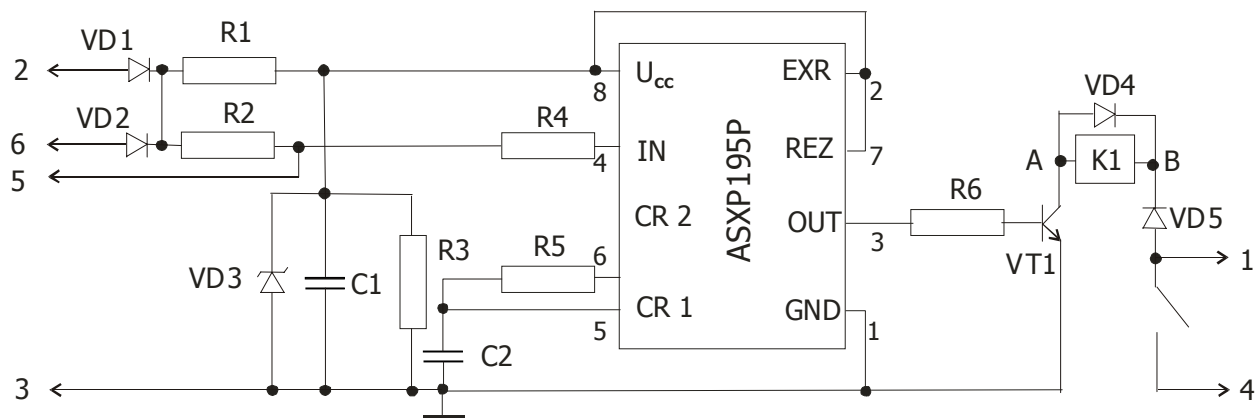 VD1
R1
2
VD2
R2
6
5
R4
U_cc
8
IN
4
CR 2
R5
6
CR 1
5
EXR
2
REZ
7
OUT
3
GND
1
ASXP195P
R6
VD4
A
K1
B
VD5
VT1
1
VD3
C1
R3
C2
3
4